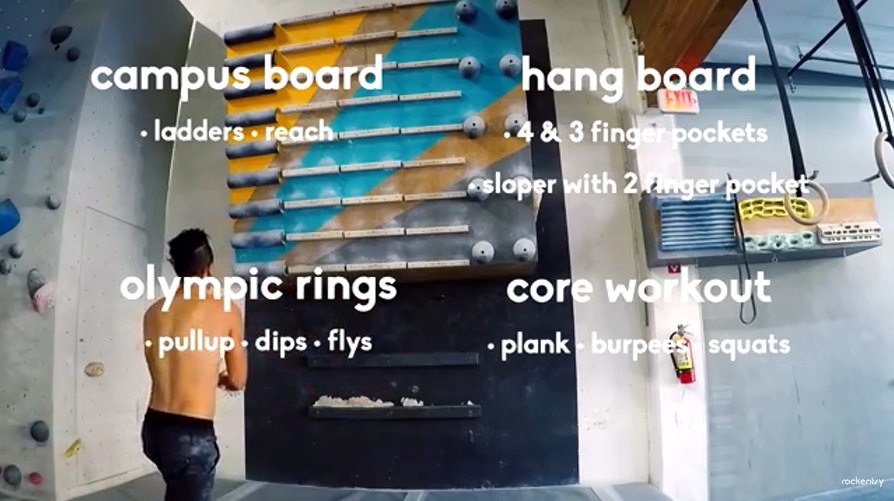 campus board
• ladders • reach
hang board
• 4 & 3 finger pockets
• sloper with 2 finger pocket
EXIT
olympic rings
• pullup • dips • flys
core workout
• plank • burpees • squats
rockentry